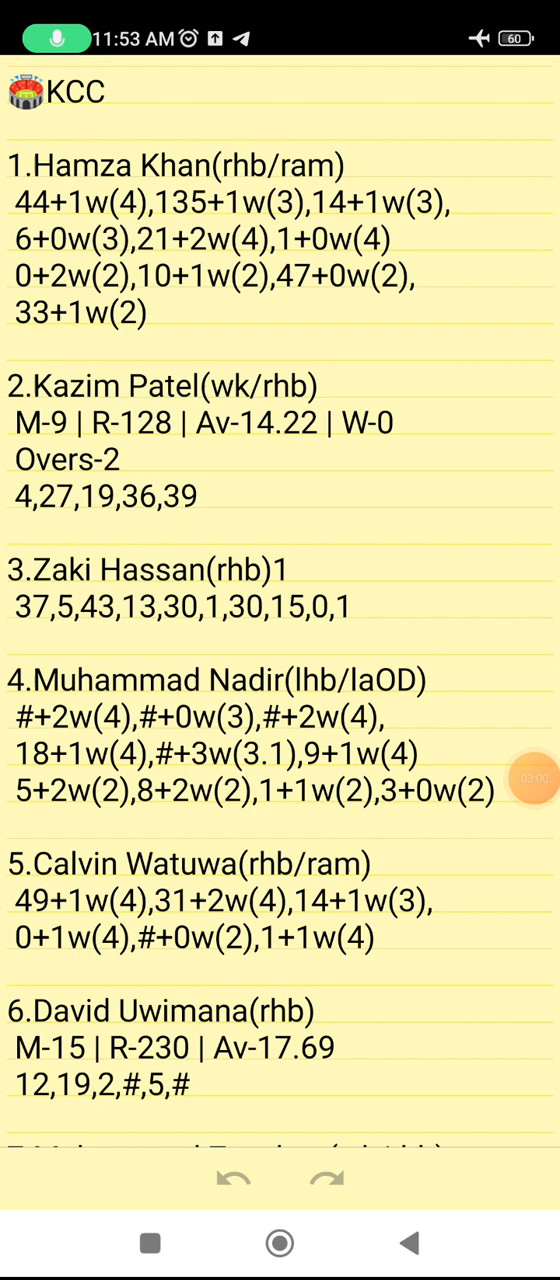 11:53 AM
60
KCC
1.Hamza Khan(rhb/ram)
44+1w(4),135+1w(3),14+1w(3),
6+0w(3),21+2w(4),1+0w(4)
0+2w(2),10+1w(2),47+0w(2),
33+1w(2)
2.Kazim Patel(wk/rhb)
M-9 | R-128 | Av-14.22 | W-0
Overs-2
4,27,19,36,39
3.Zaki Hassan(rhb)1
37,5,43,13,30,1,30,15,0,1
4.Muhammad Nadir(lhb/laOD)
#+2w(4),#+0w(3),#+2w(4),
18+1w(4),#+3w(3.1),9+1w(4)
5+2w(2),8+2w(2),1+1w(2),3+0w(2)
03:00
5.Calvin Watuwa(rhb/ram)
49+1w(4),31+2w(4),14+1w(3),
0+1w(4),#+0w(2),1+1w(4)
6.David Uwimana(rhb)
M-15 | R-230 | Av-17.69
12,19,2,#,5,#